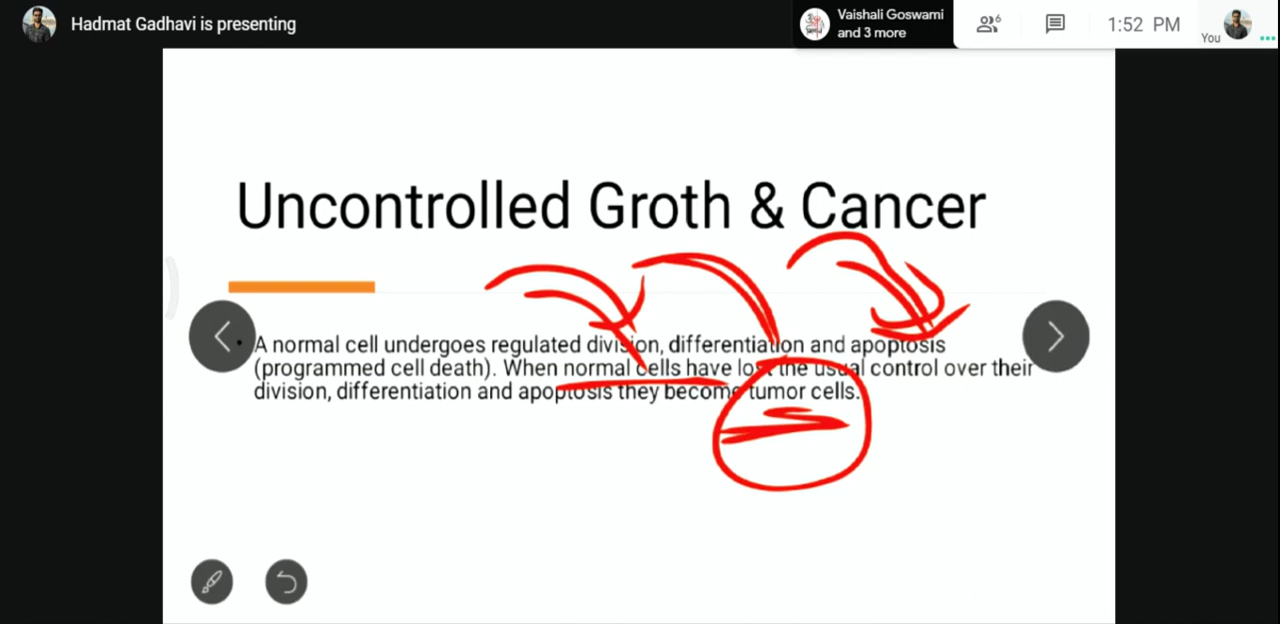 Hadmat Gadhavi is presenting
Vaishali Goswami
and 3 more
6
1:52 PM
You
Uncontrolled Groth & Cancer
• A normal cell undergoes regulated division, differentiation and apoptosis
(programmed cell death). When normal cells have lost the usual control over their
division, differentiation and apoptosis they become tumor cells.